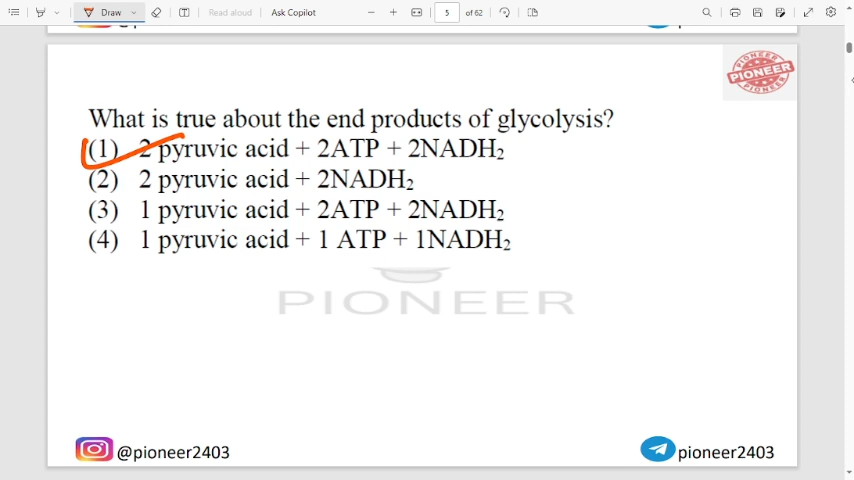 Draw
Read aloud
Ask Copilot
5
of 62
PIONEER
PIONEER
PIONEER
What is true about the end products of glycolysis?
(1) 2 pyruvic acid + 2ATP + 2NADH₂
(2) 2 pyruvic acid + 2NADH₂
(3) 1 pyruvic acid + 2ATP + 2NADH₂
(4) 1 pyruvic acid + 1 ATP + 1NADH₂
PIONEER
@pioneer2403
pioneer2403